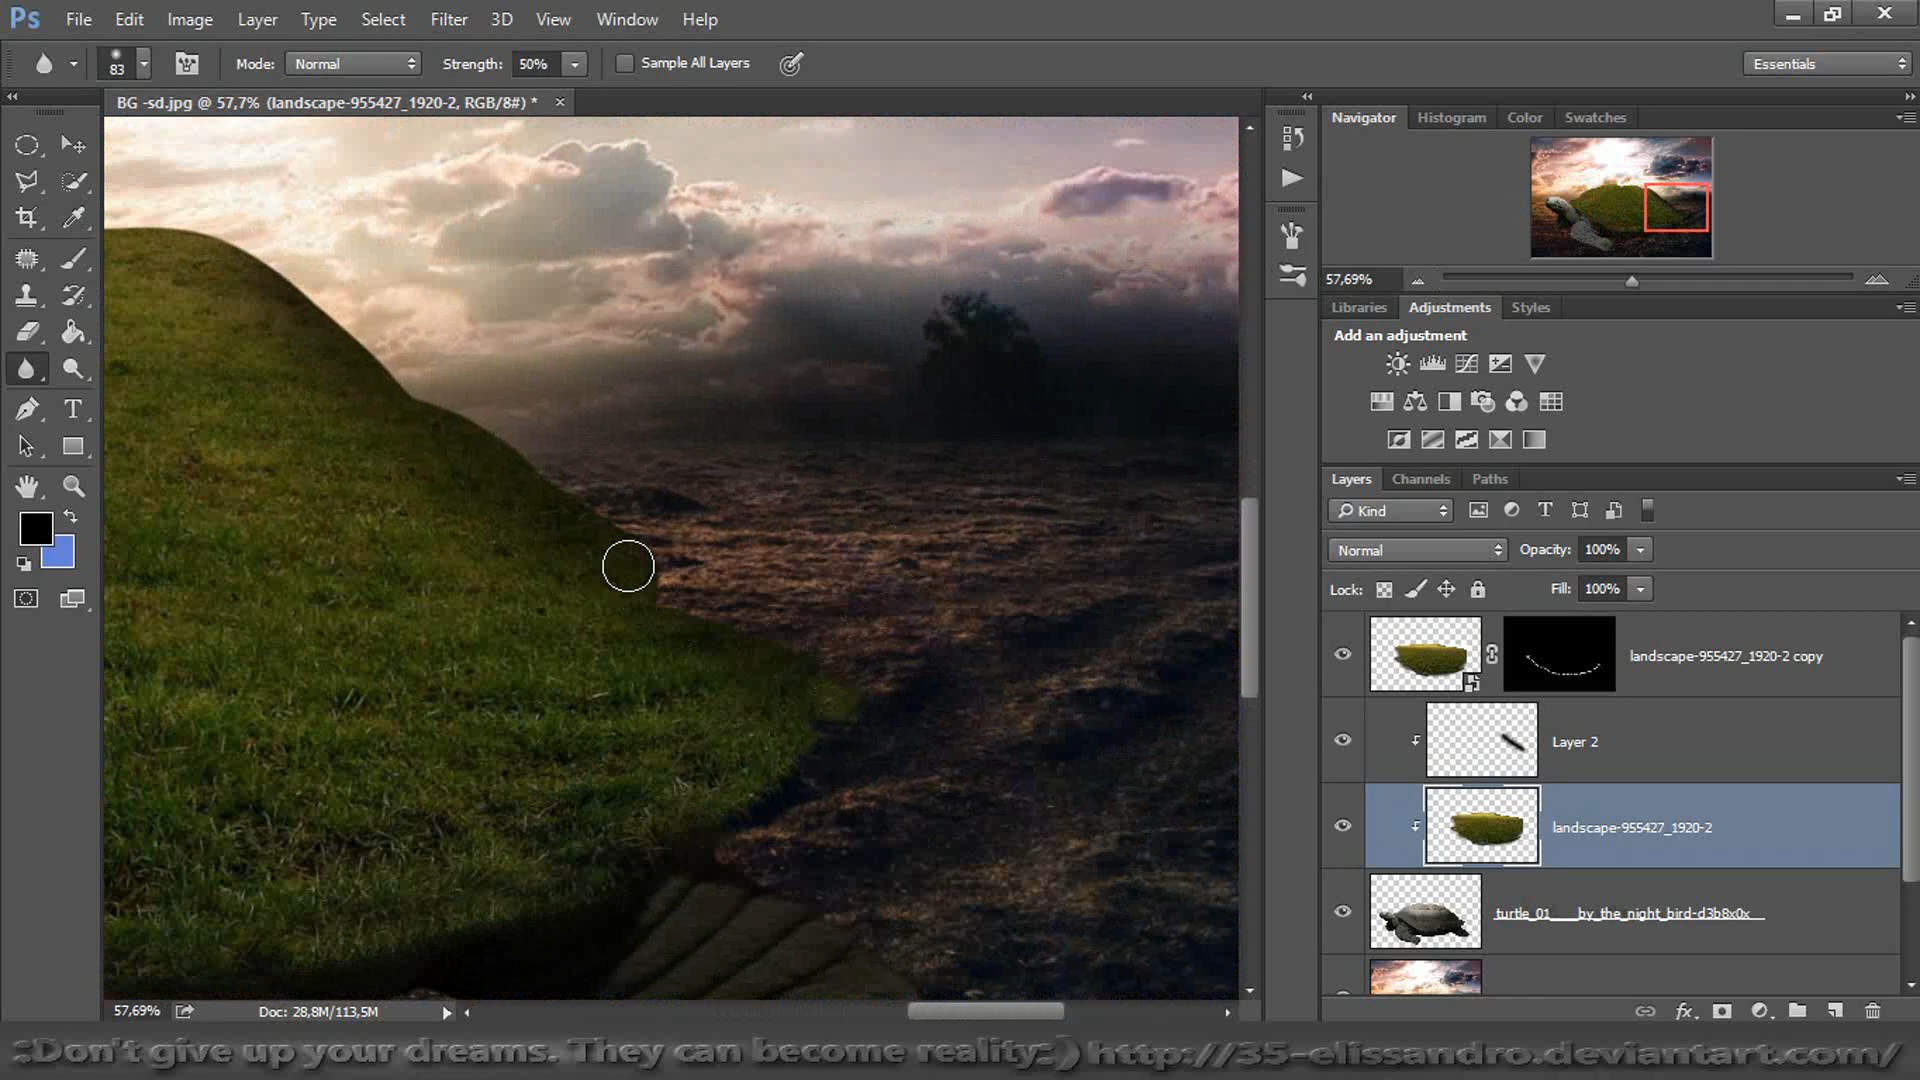 Ps File Edit Image Layer Type Select Filter 3D View Window Help
83 Mode: Normal Strength: 50% Sample All Layers Essentials
BG -sd.jpg @ 57,7% (landscape-955427_1920-2, RGB/8#) * ×
Navigator Histogram Color Swatches
57,69%
Libraries Adjustments Styles
Add an adjustment
Layers Channels Paths
Kind
Normal Opacity: 100%
Lock: Fill: 100%
landscape-955427_1920-2 copy
Layer 2
landscape-955427_1920-2
turtle_01___by_the_night_bird-d3b8x0x
57,69% Doc: 28,8M/113,5M
:Don't give up your dreams. They can become reality:) http://35-elissandro.deviantart.com/